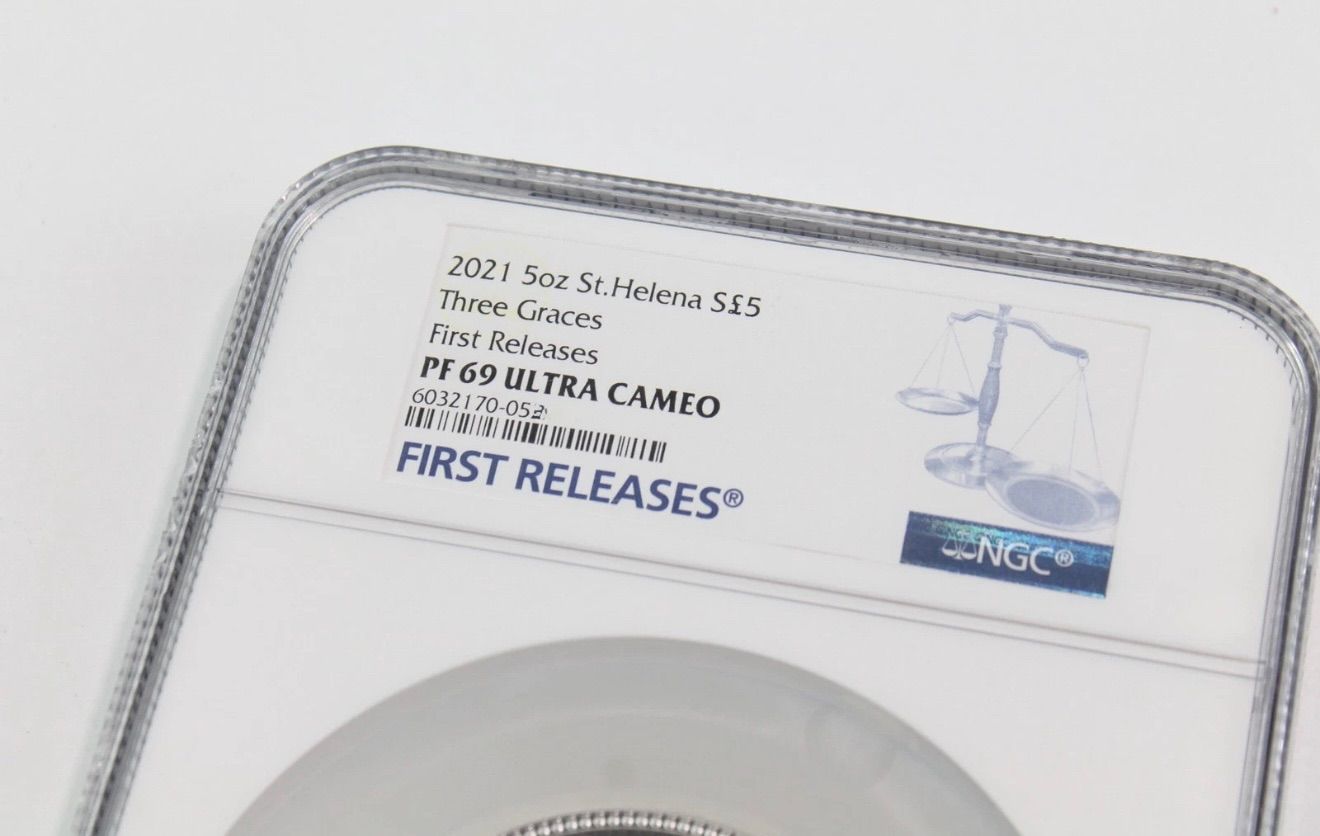 2021 5oz St.Helena S£5
Three Graces
First Releases
PF 69 ULTRA CAMEO
FIRST RELEASES®
NGC®